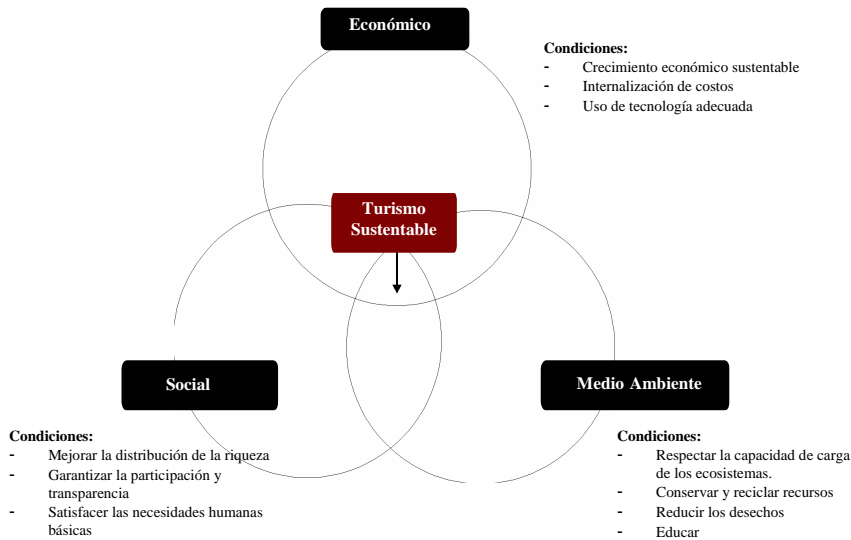 Económico
Condiciones:
- Crecimiento económico sustentable
- Internalización de costos
- Uso de tecnología adecuada
Turismo
Sustentable
Social
Medio Ambiente
Condiciones:
- Mejorar la distribución de la riqueza
- Garantizar la participación y
transparencia
- Satisfacer las necesidades humanas
básicas
Condiciones:
- Respectar la capacidad de carga
de los ecosistemas.
- Conservar y reciclar recursos
- Reducir los desechos
- Educar